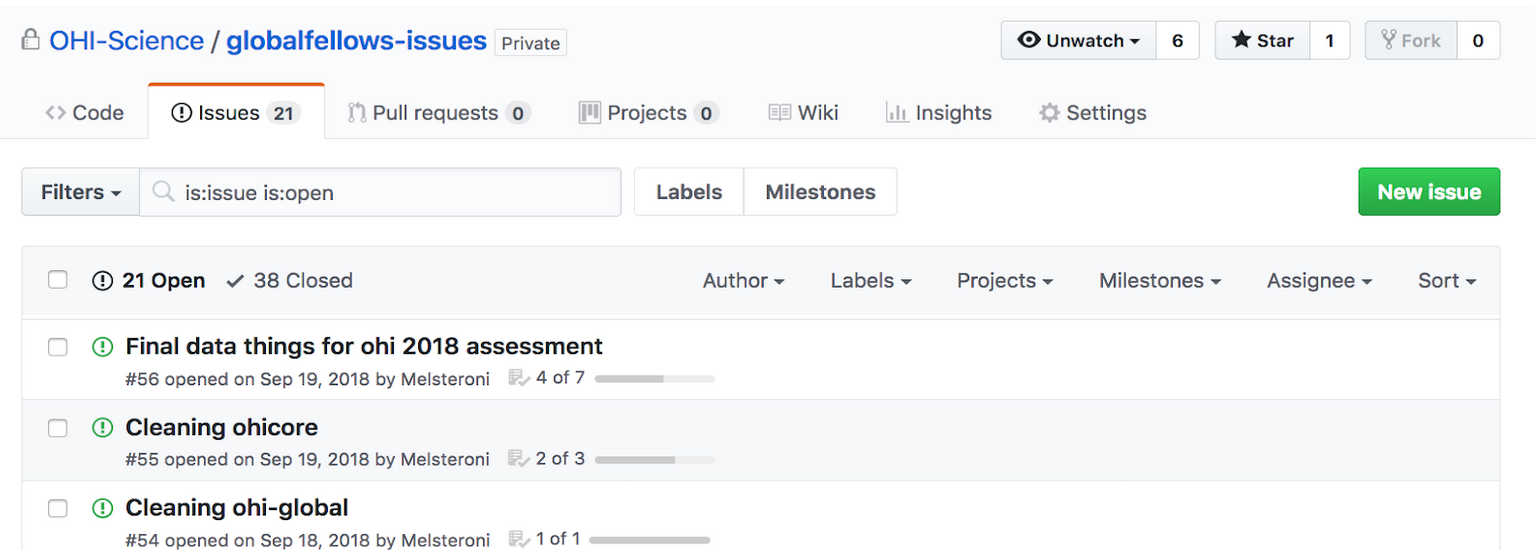 OHI-Science / globalfellows-issues Private Unwatch 6 Star 1 Fork 0
Code Issues 21 Pull requests 0 Projects 0 Wiki Insights Settings
Filters is:issue is:open Labels Milestones New issue
21 Open 38 Closed Author Labels Projects Milestones Assignee Sort
Final data things for ohi 2018 assessment
#56 opened on Sep 19, 2018 by Melsteroni 4 of 7
Cleaning ohicore
#55 opened on Sep 19, 2018 by Melsteroni 2 of 3
Cleaning ohi-global
#54 opened on Sep 18, 2018 by Melsteroni 1 of 1